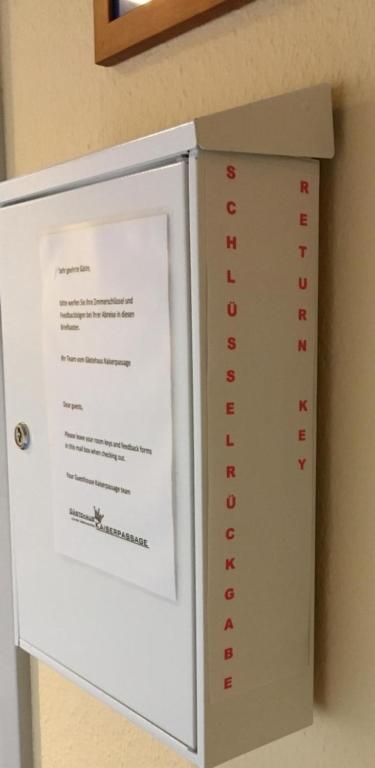 Sehr geehrte Gäste,
bitte werfen Sie Ihre Zimmerschlüssel und
Feedbackbögen bei Ihrer Abreise in diesen
Briefkasten.
Ihr Team vom Gästehaus Kaiserpassage
Dear guests,
Please leave your room keys and feedback forms
in this mail box when checking out.
Your Guesthouse Kaiserpassage team
GÄSTEHAUS
KAISERPASSAGE
SCHLÜSSELRÜCKGABE
RETURN KEY